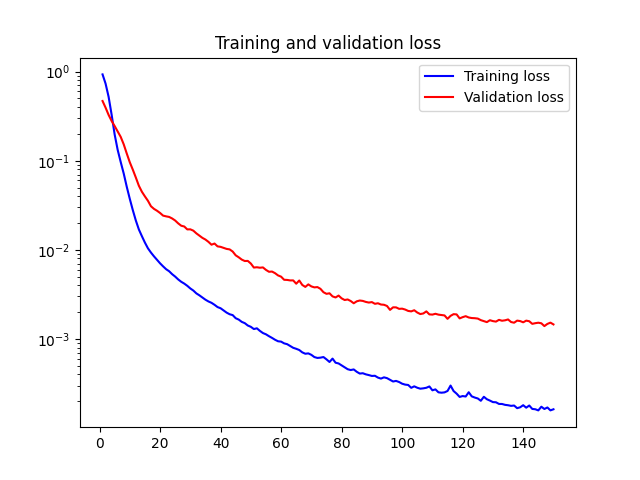 Training and validation loss
Training loss
Validation loss
10⁰
10⁻¹
10⁻²
10⁻³
0 20 40 60 80 100 120 140